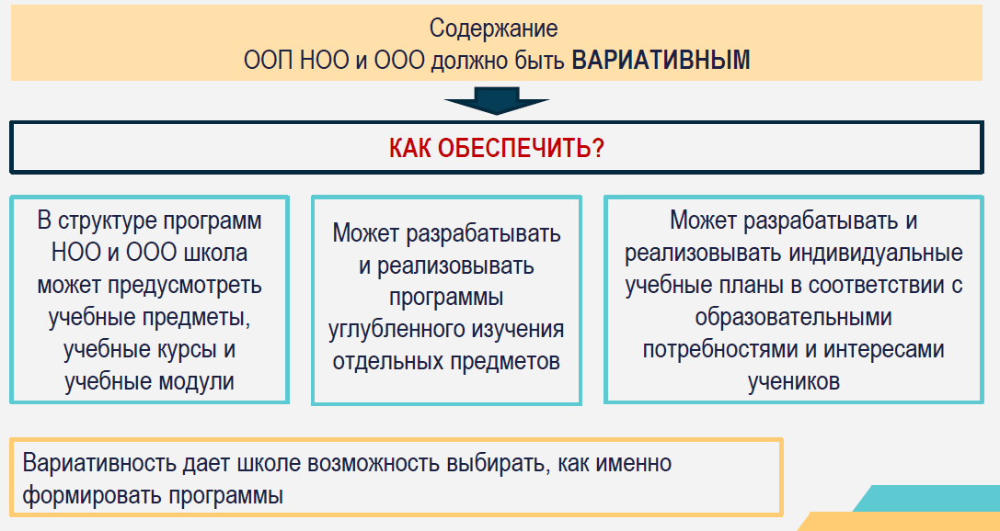 Содержание
ООП НОО и ООО должно быть ВАРИАТИВНЫМ
КАК ОБЕСПЕЧИТЬ?
В структуре программ
НОО и ООО школа
может предусмотреть
учебные предметы,
учебные курсы и
учебные модули
Может разрабатывать
и реализовывать
программы
углубленного изучения
отдельных предметов
Может разрабатывать и
реализовывать индивидуальные
учебные планы в соответствии с
образовательными
потребностями и интересами
учеников
Вариативность дает школе возможность выбирать, как именно
формировать программы